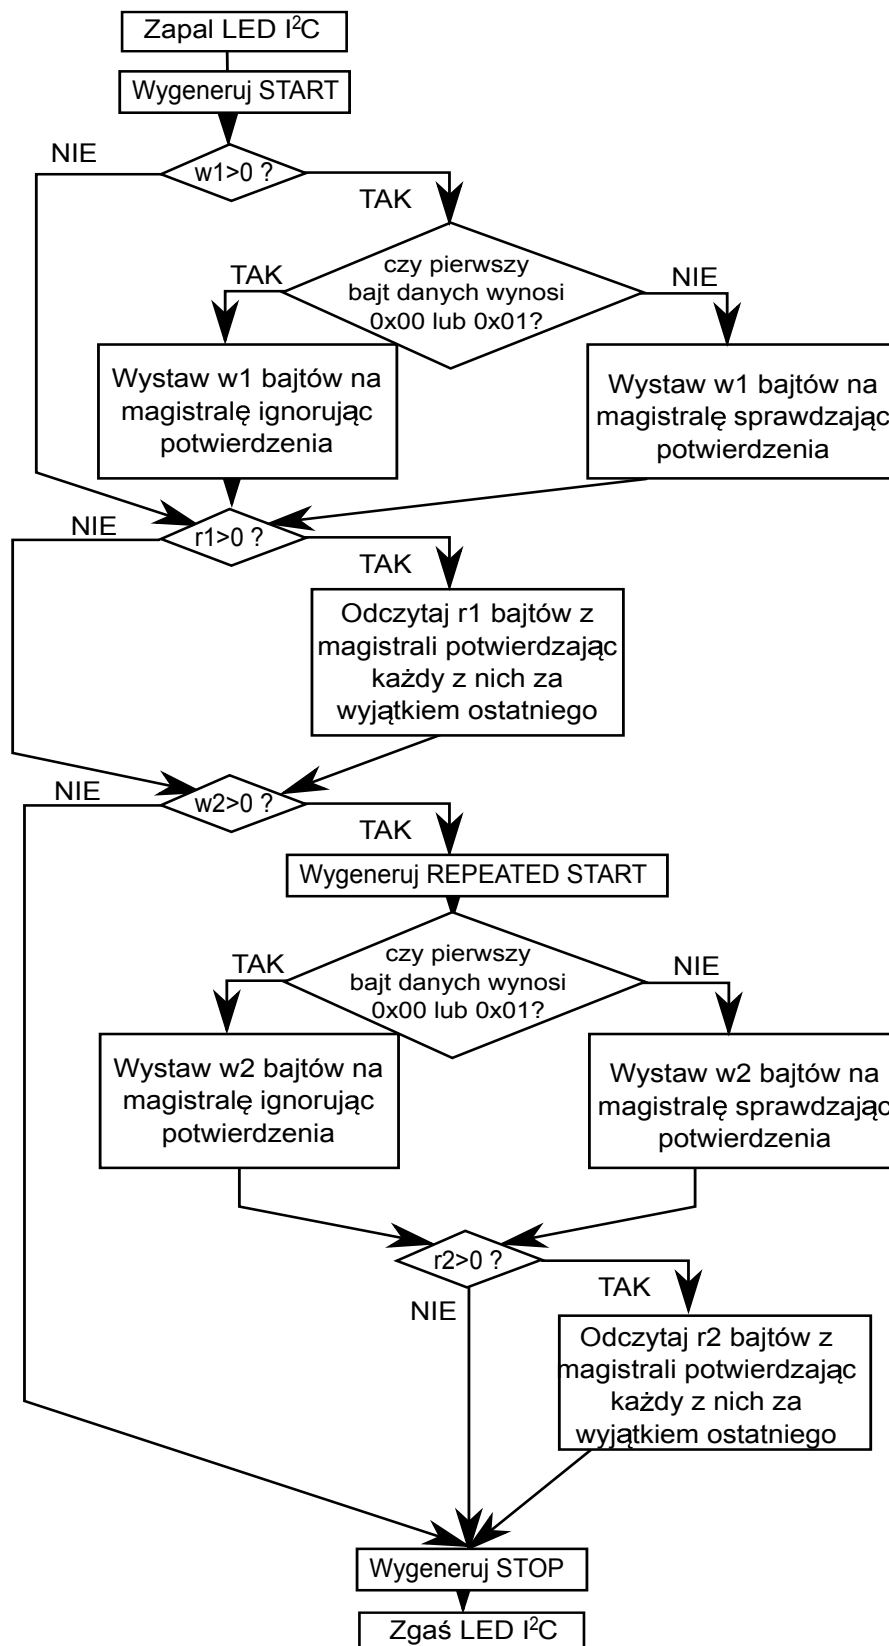 Zapal LED I²C
Wygeneruj START
NIE
w1>0 ?
TAK
czy pierwszy
bajt danych wynosi
0x00 lub 0x01?
TAK
NIE
Wystaw w1 bajtów na
magistralę ignorując
potwierdzenia
Wystaw w1 bajtów na
magistralę sprawdzając
potwierdzenia
NIE
r1>0 ?
TAK
Odczytaj r1 bajtów z
magistrali potwierdzając
każdy z nich za
wyjątkiem ostatniego
NIE
w2>0 ?
TAK
Wygeneruj REPEATED START
czy pierwszy
bajt danych wynosi
0x00 lub 0x01?
TAK
NIE
Wystaw w2 bajtów na
magistralę ignorując
potwierdzenia
Wystaw w2 bajtów na
magistralę sprawdzając
potwierdzenia
r2>0 ?
TAK
NIE
Odczytaj r2 bajtów z
magistrali potwierdzając
każdy z nich za
wyjątkiem ostatniego
Wygeneruj STOP
Zgaś LED I²C